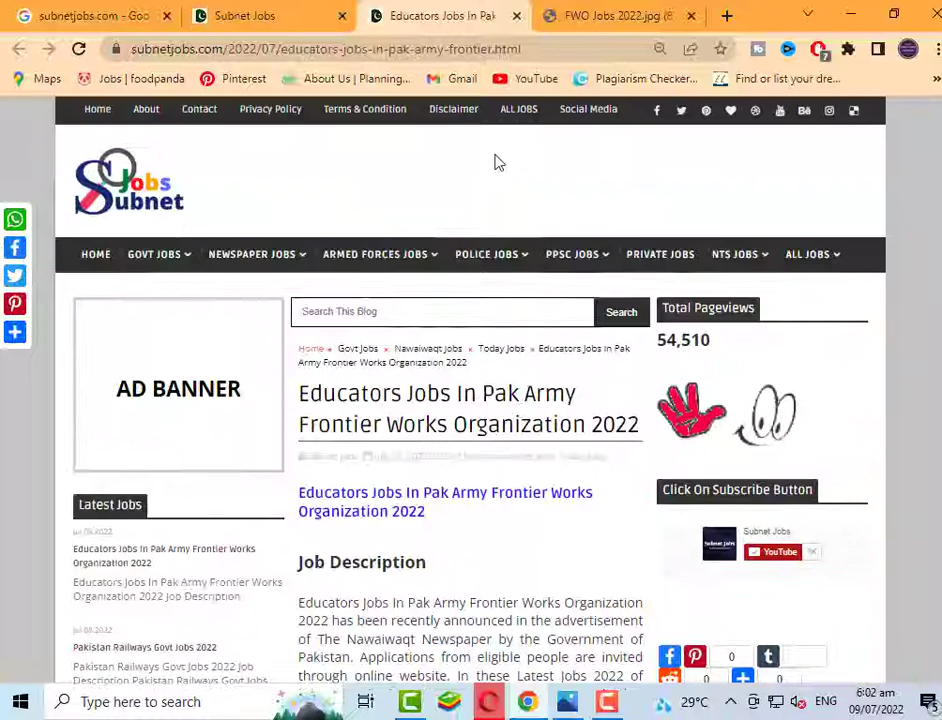 subnetjobs.com - Goo
Subnet Jobs
Educators Jobs In Pak
FWO Jobs 2022.jpg
subnetjobs.com/2022/07/educators-jobs-in-pak-army-frontier.html
7
Maps
Jobs | foodpanda
Pinterest
About Us | Planning...
Gmail
YouTube
Plagiarism Checker...
Find or list your dre...
Home
About
Contact
Privacy Policy
Terms & Condition
Disclaimer
ALL JOBS
Social Media
Jobs
Subnet
HOME
GOVT JOBS
NEWSPAPER JOBS
ARMED FORCES JOBS
POLICE JOBS
PPSC JOBS
PRIVATE JOBS
NTS JOBS
ALL JOBS
AD BANNER
Search This Blog
Search
Home » Govt Jobs » Nawaiwaqt Jobs » Today Jobs » Educators Jobs In Pak
Army Frontier Works Organization 2022
Educators Jobs In Pak Army
Frontier Works Organization 2022
Educators Jobs In Pak Army Frontier Works
Organization 2022
Job Description
Educators Jobs In Pak Army Frontier Works Organization
2022 has been recently announced in the advertisement
of The Nawaiwaqt Newspaper by the Government of
Pakistan. Applications from eligible people are invited
through online website. In these Latest Jobs 2022 of
Total Pageviews
54,510
Click On Subscribe Button
Subnet Jobs
YouTube
0
0
0
Latest Jobs
Jul 09,2022
Educators Jobs In Pak Army Frontier Works
Organization 2022
Educators Jobs In Pak Army Frontier Works
Organization 2022 Job Description
Jul 09,2022
Pakistan Railways Govt Jobs 2022
Pakistan Railways Govt Jobs 2022 Job
Description Pakistan Railways Govt Jobs
Type here to search
29°C
ENG
6:02 am
09/07/2022
5